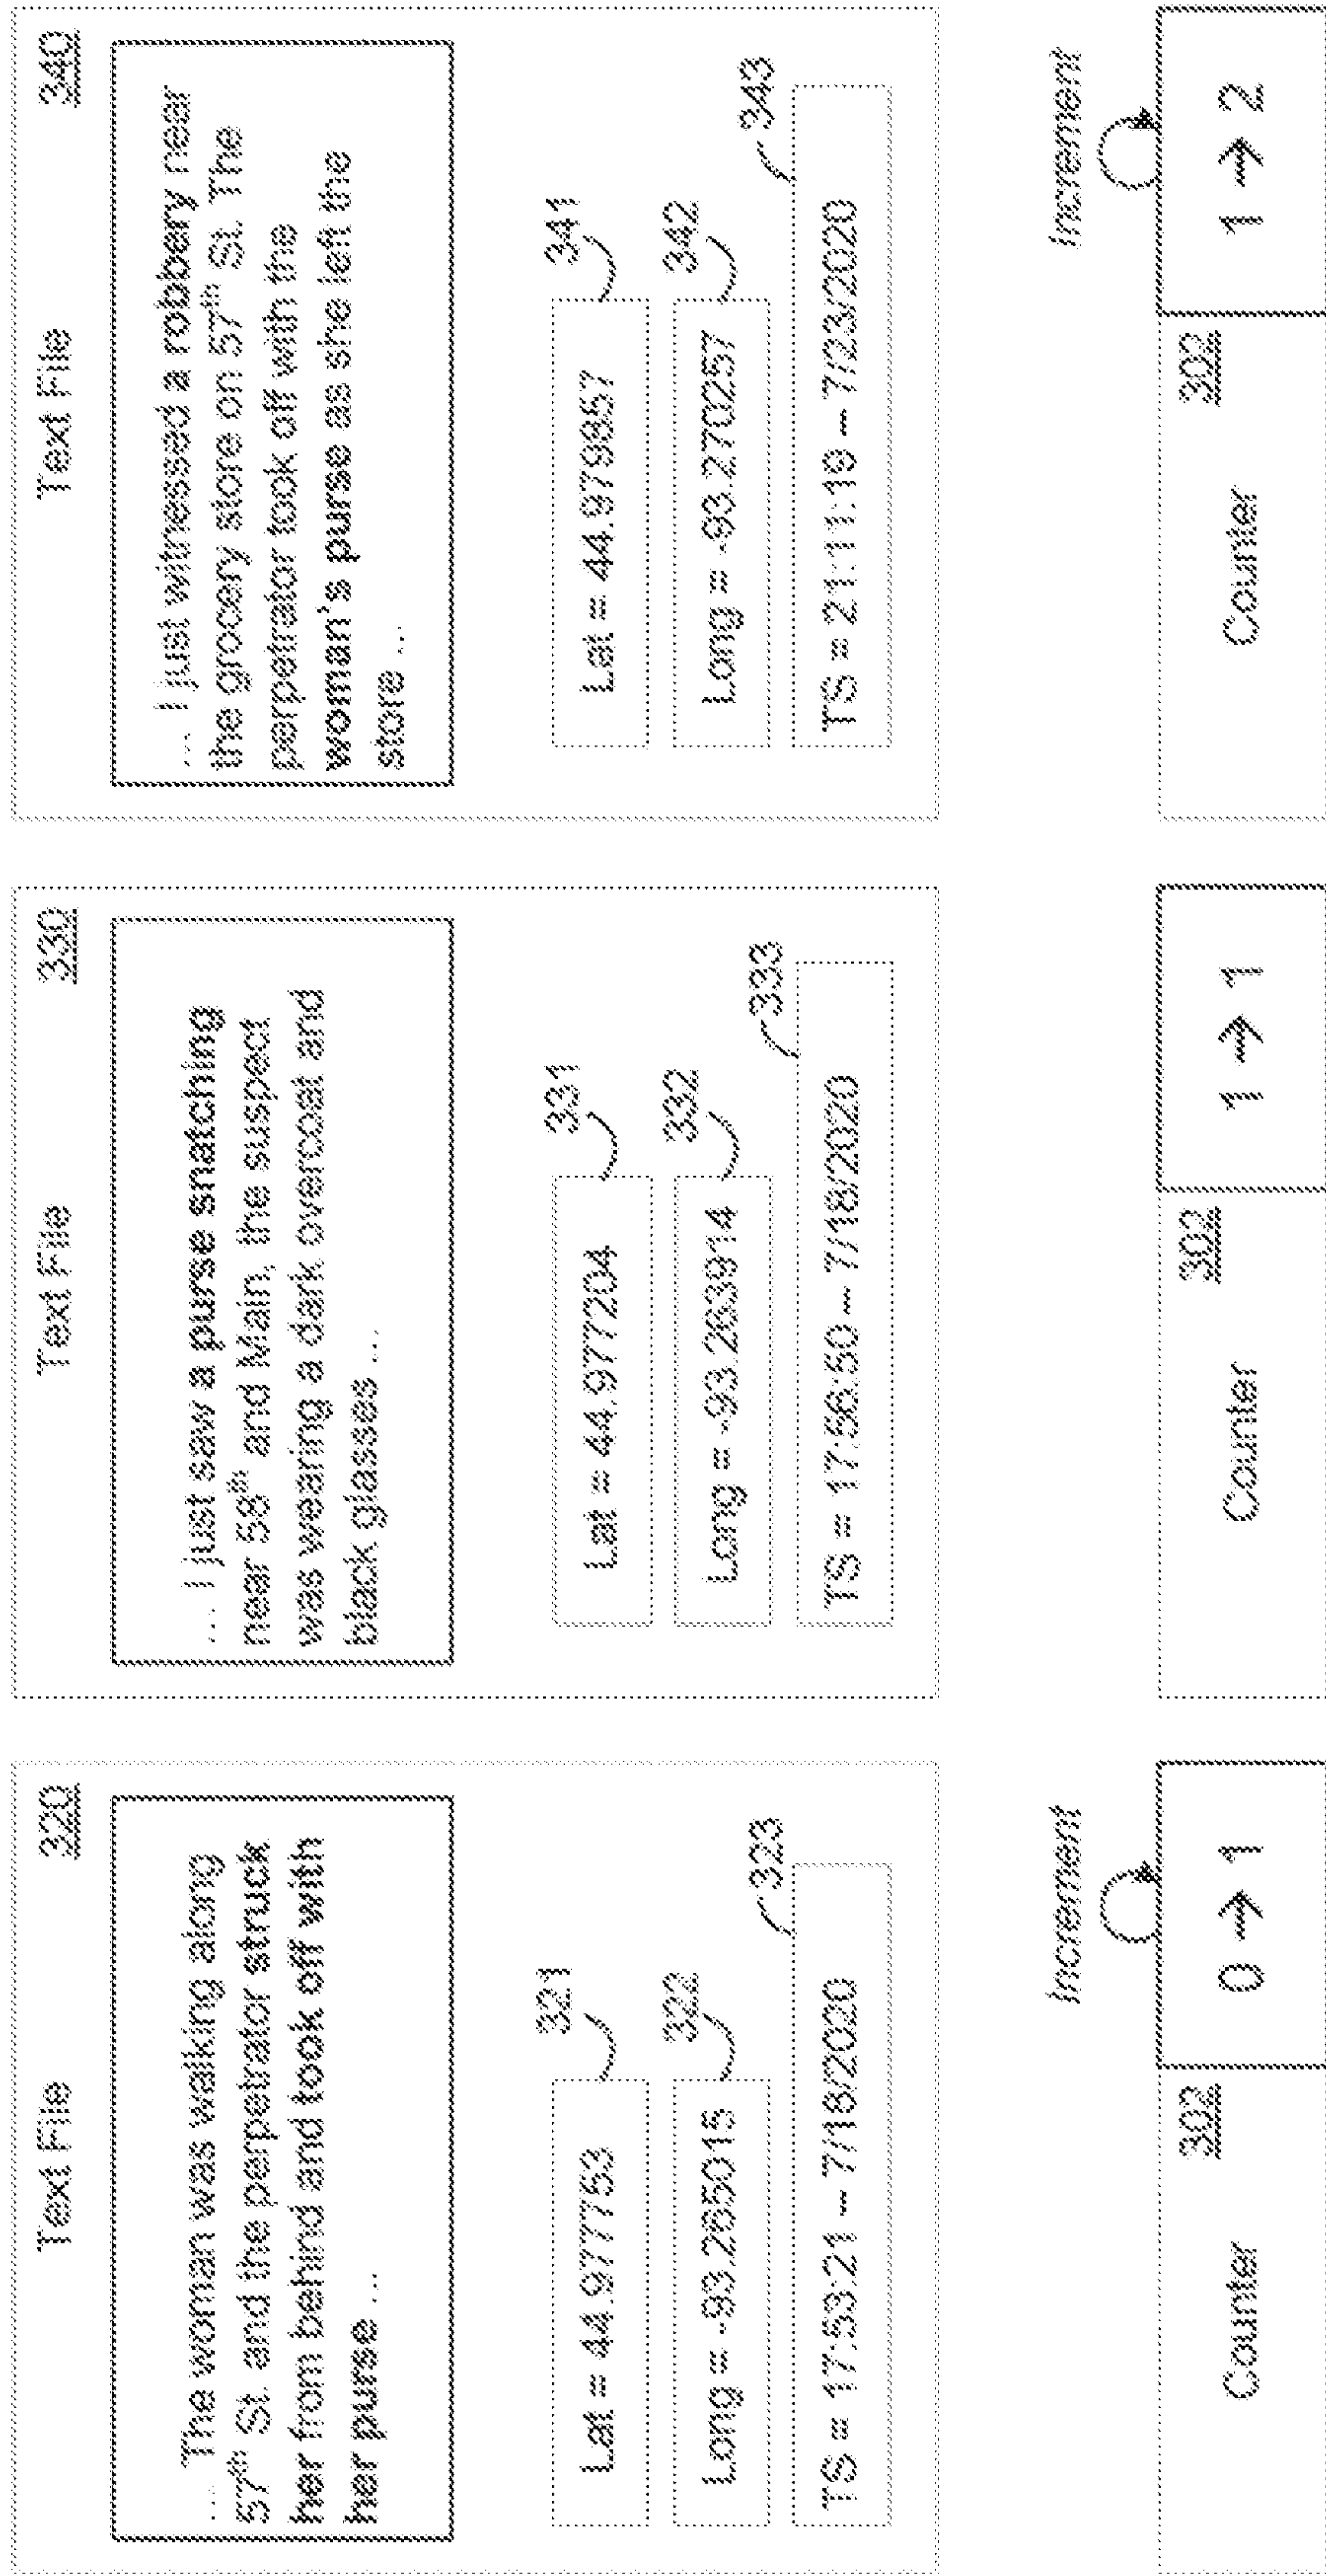 Text File
320
... The woman was walking along
57th St. and the perpetrator struck
her from behind and took off with
her purse ...
321
Lat = 44.977753
322
Long = -93.265015
323
TS = 17:53:21 – 7/18/2020
Increment
Counter
302
0 → 1
Text File
330
... I just saw a purse snatching
near 58th and Main, the suspect
was wearing a dark overcoat and
black glasses ...
331
Lat = 44.977204
332
Long = -93.263914
333
TS = 17:56:50 – 7/18/2020
Counter
302
1 → 1
Text File
340
... I just witnessed a robbery near
the grocery store on 57th St. The
perpetrator took off with the
woman's purse as she left the
store ...
341
Lat = 44.979857
342
Long = -93.270257
343
TS = 21:11:19 – 7/23/2020
Increment
Counter
302
1 → 2